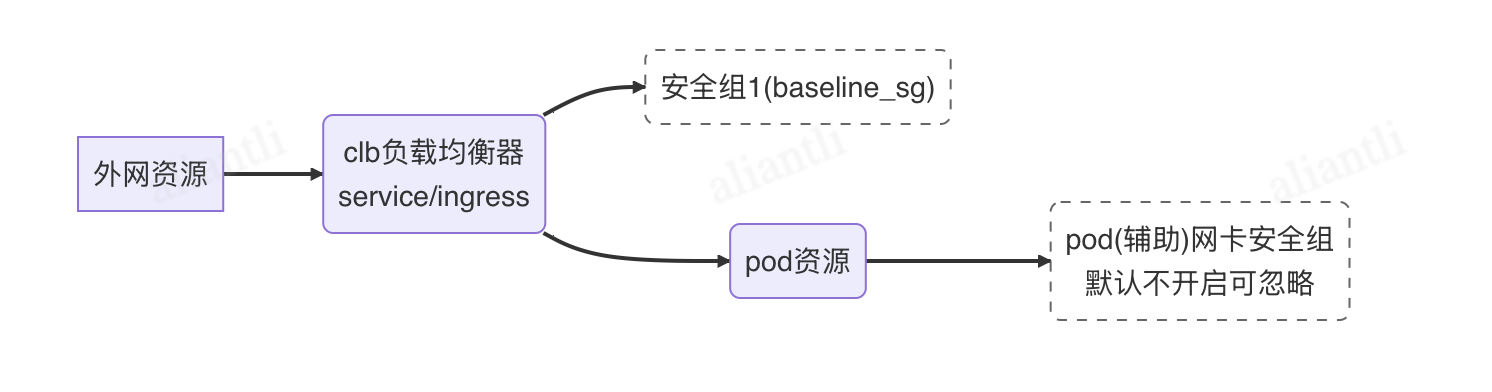 安全组1(baseline_sg)
外网资源
clb负载均衡器
service/ingress
pod资源
pod(辅助)网卡安全组
默认不开启可忽略
aliantli
aliantli
aliantli